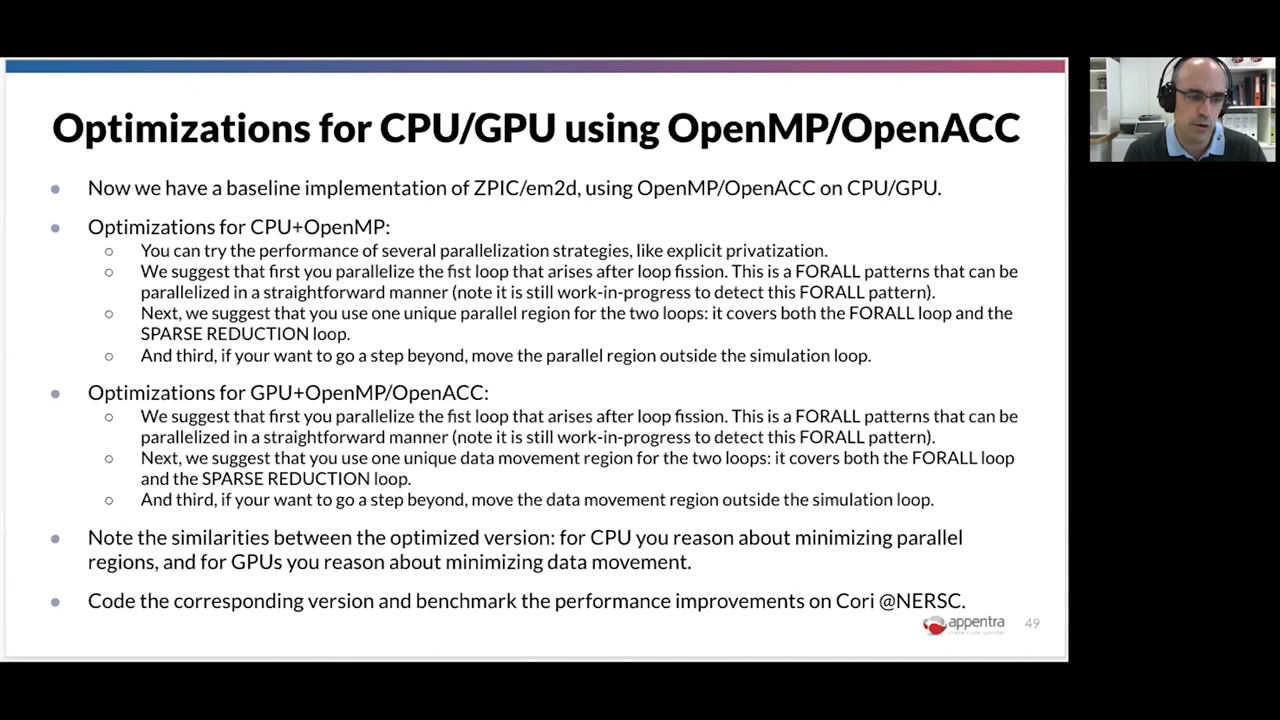 Optimizations for CPU/GPU using OpenMP/OpenACC
Now we have a baseline implementation of ZPIC/em2d, using OpenMP/OpenACC on CPU/GPU.
Optimizations for CPU+OpenMP:
You can try the performance of several parallelization strategies, like explicit privatization.
We suggest that first you parallelize the fist loop that arises after loop fission. This is a FORALL patterns that can be
parallelized in a straightforward manner (note it is still work-in-progress to detect this FORALL pattern).
Next, we suggest that you use one unique parallel region for the two loops: it covers both the FORALL loop and the
SPARSE REDUCTION loop.
And third, if your want to go a step beyond, move the parallel region outside the simulation loop.
Optimizations for GPU+OpenMP/OpenACC:
We suggest that first you parallelize the fist loop that arises after loop fission. This is a FORALL patterns that can be
parallelized in a straightforward manner (note it is still work-in-progress to detect this FORALL pattern).
Next, we suggest that you use one unique data movement region for the two loops: it covers both the FORALL loop
and the SPARSE REDUCTION loop.
And third, if your want to go a step beyond, move the data movement region outside the simulation loop.
Note the similarities between the optimized version: for CPU you reason about minimizing parallel
regions, and for GPUs you reason about minimizing data movement.
Code the corresponding version and benchmark the performance improvements on Cori @NERSC.
appentra
49